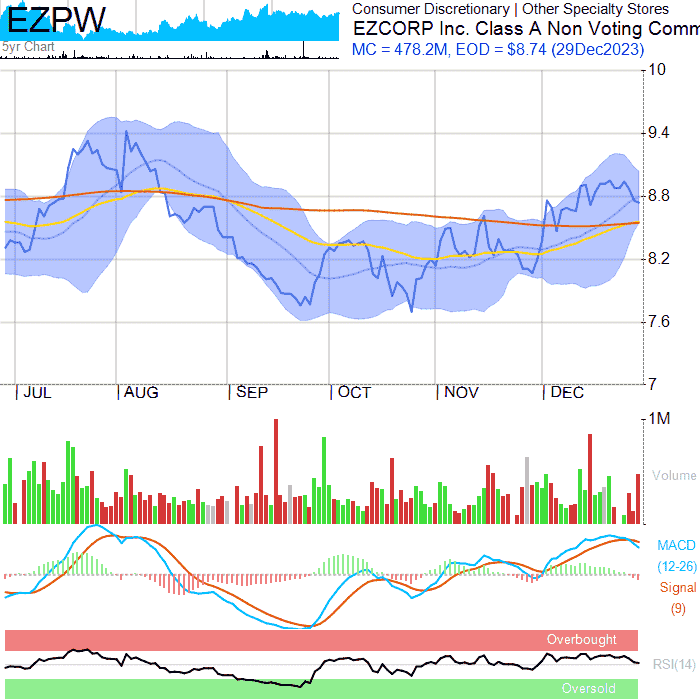 EZPW
5yr Chart
Consumer Discretionary | Other Specialty Stores
EZCORP Inc. Class A Non Voting Comm
MC = 478.2M, EOD = $8.74 (29Dec2023)
10
9.4
8.8
8.2
7.6
7
JUL AUG SEP OCT NOV DEC
1M
Volume
MACD
(12-26)
Signal
(9)
Overbought
RSI(14)
Oversold